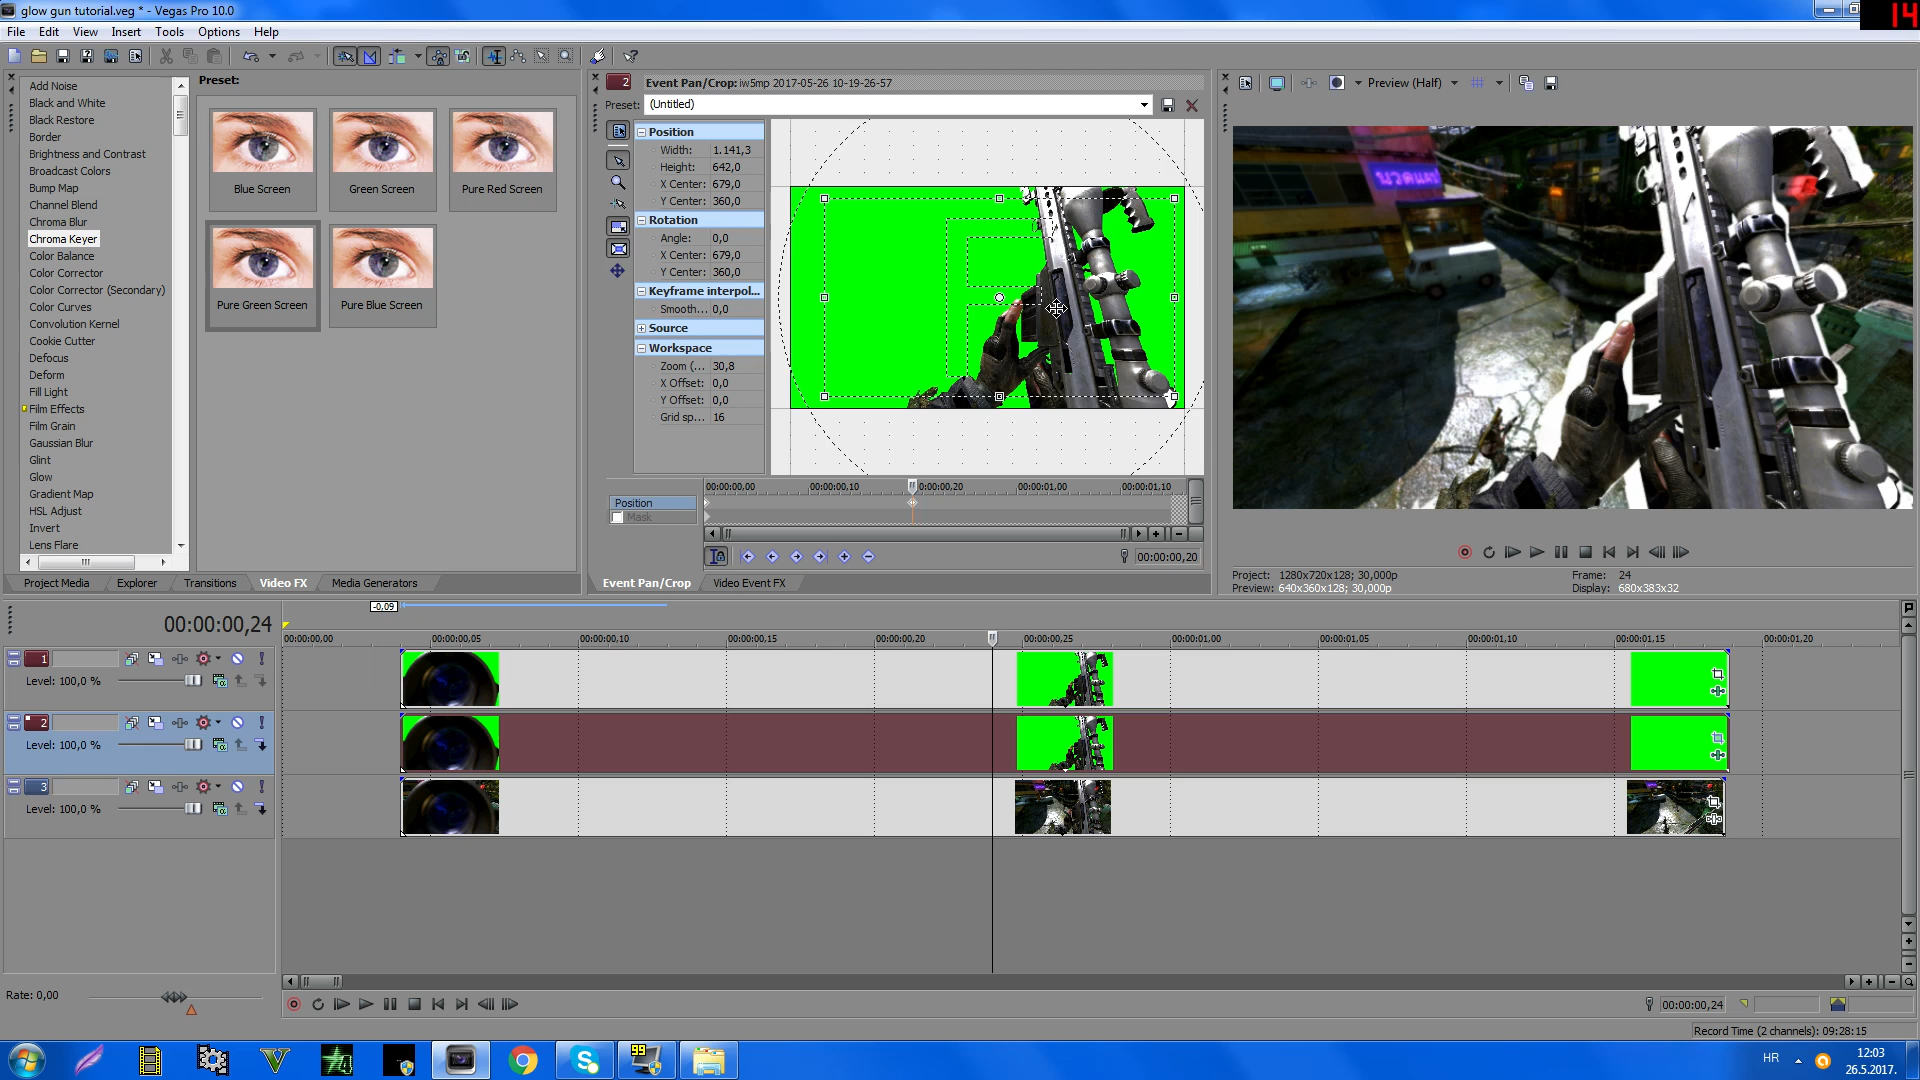 glow gun tutorial.veg * - Vegas Pro 10.0
14
File Edit View Insert Tools Options Help
Add Noise
Black and White
Black Restore
Border
Brightness and Contrast
Broadcast Colors
Bump Map
Channel Blend
Chroma Blur
Chroma Keyer
Color Balance
Color Corrector
Color Corrector (Secondary)
Color Curves
Convolution Kernel
Cookie Cutter
Defocus
Deform
Fill Light
Film Effects
Film Grain
Gaussian Blur
Glint
Glow
Gradient Map
HSL Adjust
Invert
Lens Flare
Preset:
Blue Screen Green Screen Pure Red Screen
Pure Green Screen Pure Blue Screen
Project Media Explorer Transitions Video FX Media Generators
2 Event Pan/Crop: iw5mp 2017-05-26 10-19-26-57
Preset: (Untitled)
Position
Width: 1.141,3
Height: 642,0
X Center: 679,0
Y Center: 360,0
Rotation
Angle: 0,0
X Center: 679,0
Y Center: 360,0
Keyframe interpol...
Smooth... 0,0
Source
Workspace
Zoom (... 30,8
X Offset: 0,0
Y Offset: 0,0
Grid sp... 16
00:00:00,00 00:00:00,10 0:00:00,20 00:00:01,00 00:00:01,10
Position
Mask
00:00:00,20
Event Pan/Crop Video Event FX
Preview (Half)
นวดแผน
Project: 1280x720x128; 30,000p
Preview: 640x360x128; 30,000p
Frame: 24
Display: 680x383x32
-0,09
00:00:00,24
00:00:00,00 00:00:00,05 00:00:00,10 00:00:00,15 00:00:00,20 00:00:00,25 00:00:01,00 00:00:01,05 00:00:01,10 00:00:01,15 00:00:01,20
1
Level: 100,0 %
2
Level: 100,0 %
3
Level: 100,0 %
Rate: 0,00
00:00:00,24
Record Time (2 channels): 09:28:15
99
HR
12:03
26.5.2017.